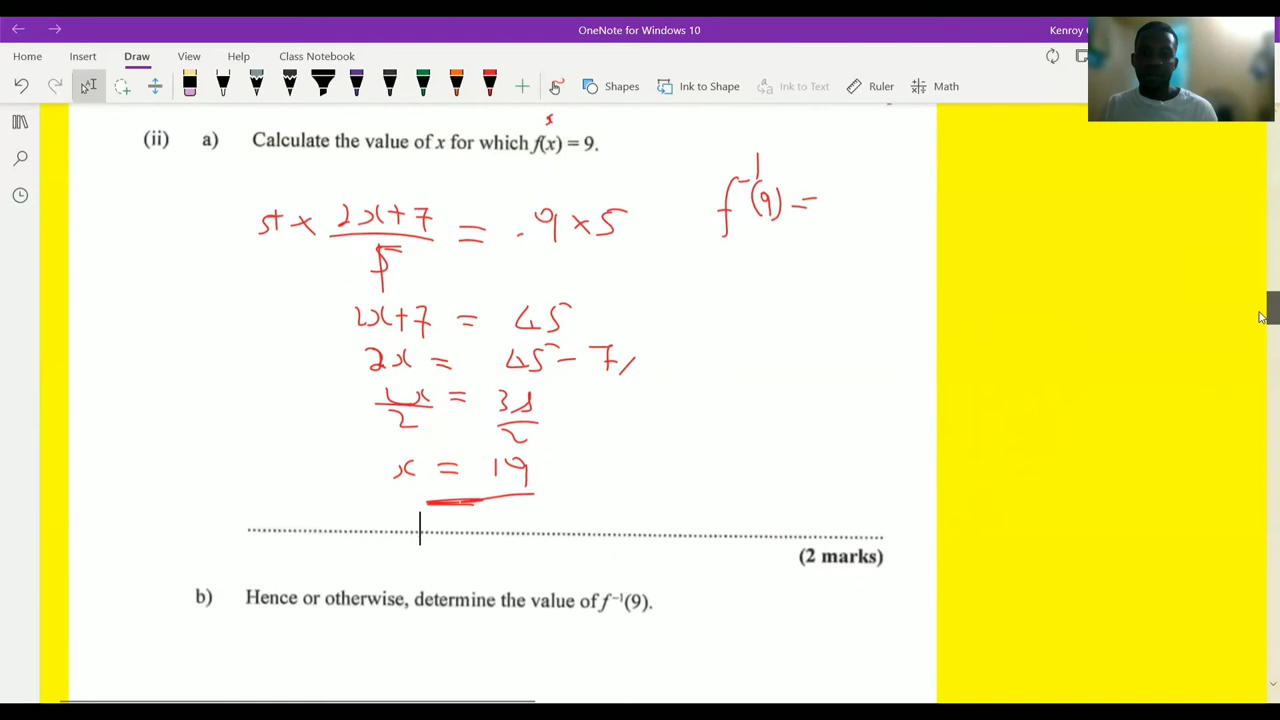 OneNote for Windows 10
Kenroy
Home Insert Draw View Help Class Notebook
Shapes Ink to Shape Ink to Text Ruler Math
(ii) a) Calculate the value of x for which f(x) = 9.
5 × 2x+7 / 5 = 9 × 5
f⁻¹(9) =
2x+7 = 45
2x = 45 - 7
2x/2 = 38/2
x = 19
(2 marks)
b) Hence or otherwise, determine the value of f⁻¹(9).